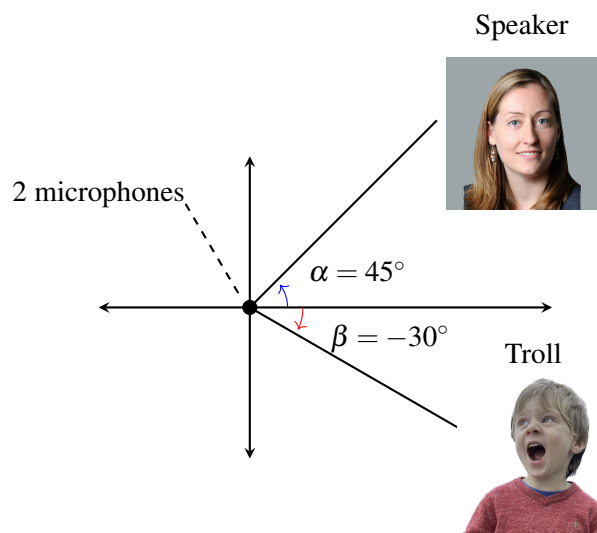 Speaker
2 microphones
α = 45°
β = −30°
Troll